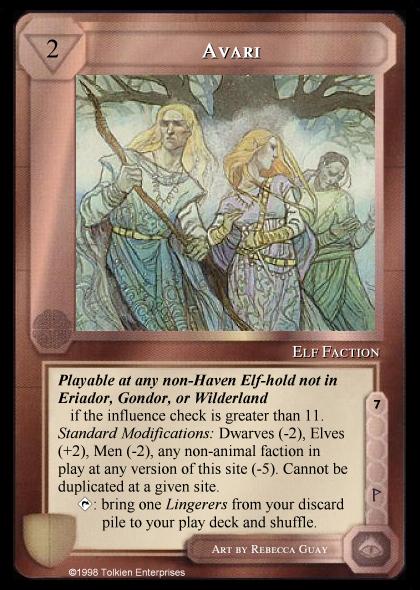 2
AVARI
ELF FACTION
Playable at any non-Haven Elf-hold not in
Eriador, Gondor, or Wilderland
if the influence check is greater than 11.
Standard Modifications: Dwarves (-2), Elves
(+2), Men (-2), any non-animal faction in
play at any version of this site (-5). Cannot be
duplicated at a given site.
: bring one Lingerers from your discard
pile to your play deck and shuffle.
7
ᚹ
ART BY REBECCA GUAY
©1998 Tolkien Enterprises